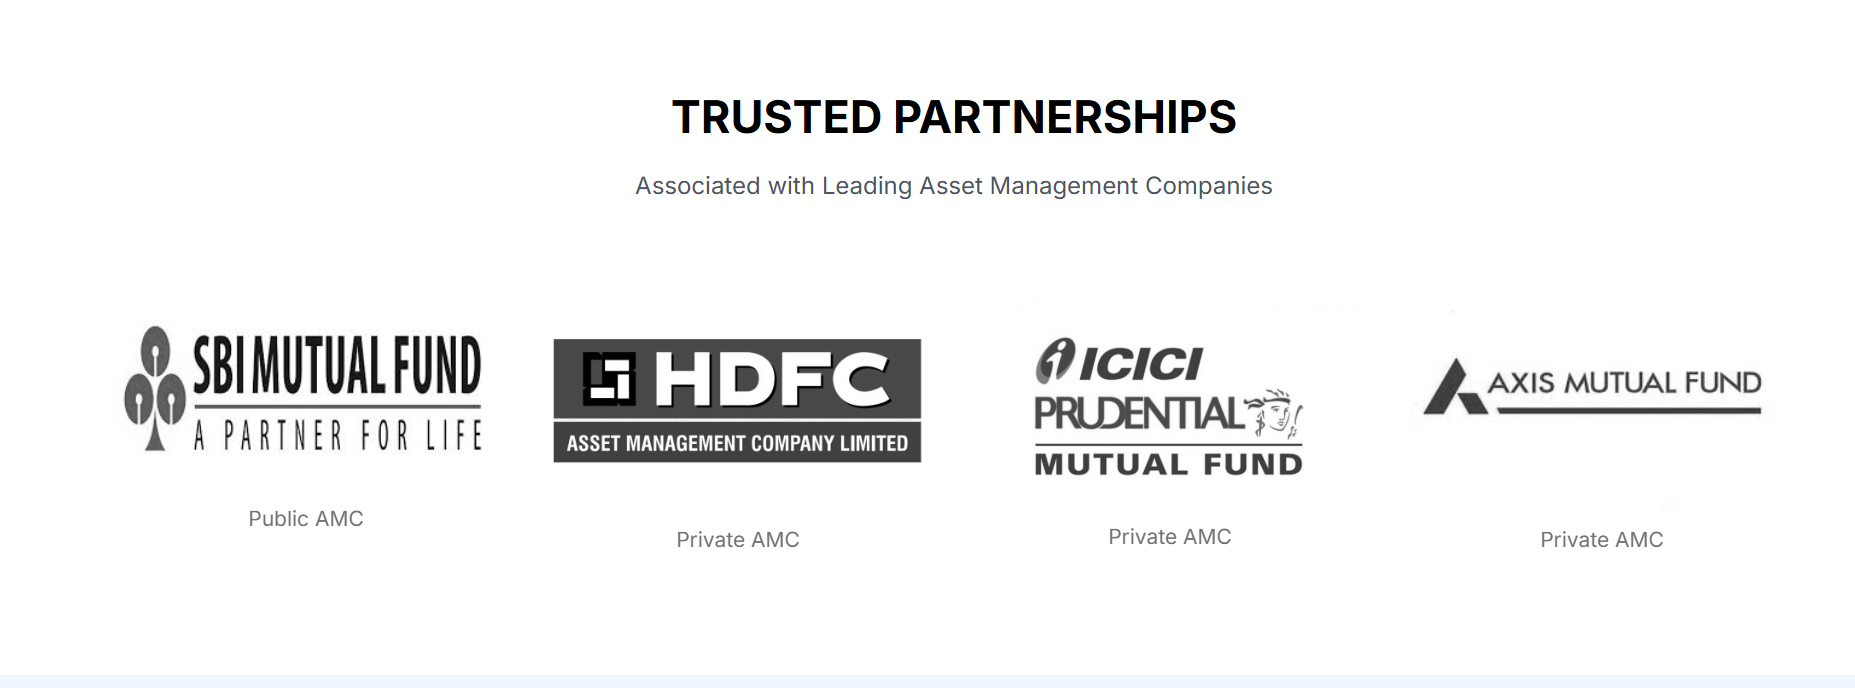 TRUSTED PARTNERSHIPS
Associated with Leading Asset Management Companies
SBI MUTUAL FUND
A PARTNER FOR LIFE
Public AMC
HDFC
ASSET MANAGEMENT COMPANY LIMITED
Private AMC
ICICI
PRUDENTIAL
MUTUAL FUND
Private AMC
AXIS MUTUAL FUND
Private AMC